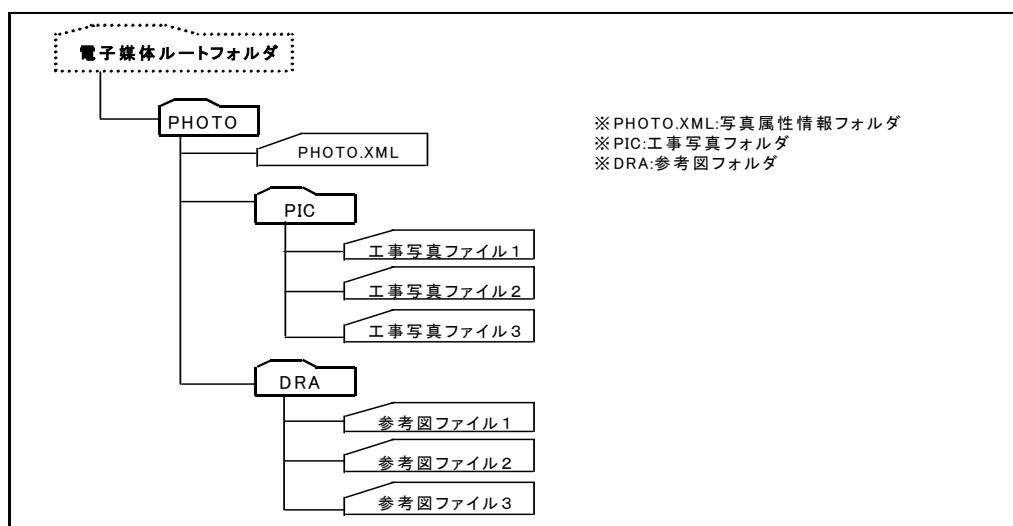 電子媒体ルートフォルダ
PHOTO
※PHOTO.XML:写真属性情報フォルダ
※PIC:工事写真フォルダ
※DRA:参考図フォルダ
PHOTO.XML
PIC
工事写真ファイル1
工事写真ファイル2
工事写真ファイル3
DRA
参考図ファイル1
参考図ファイル2
参考図ファイル3